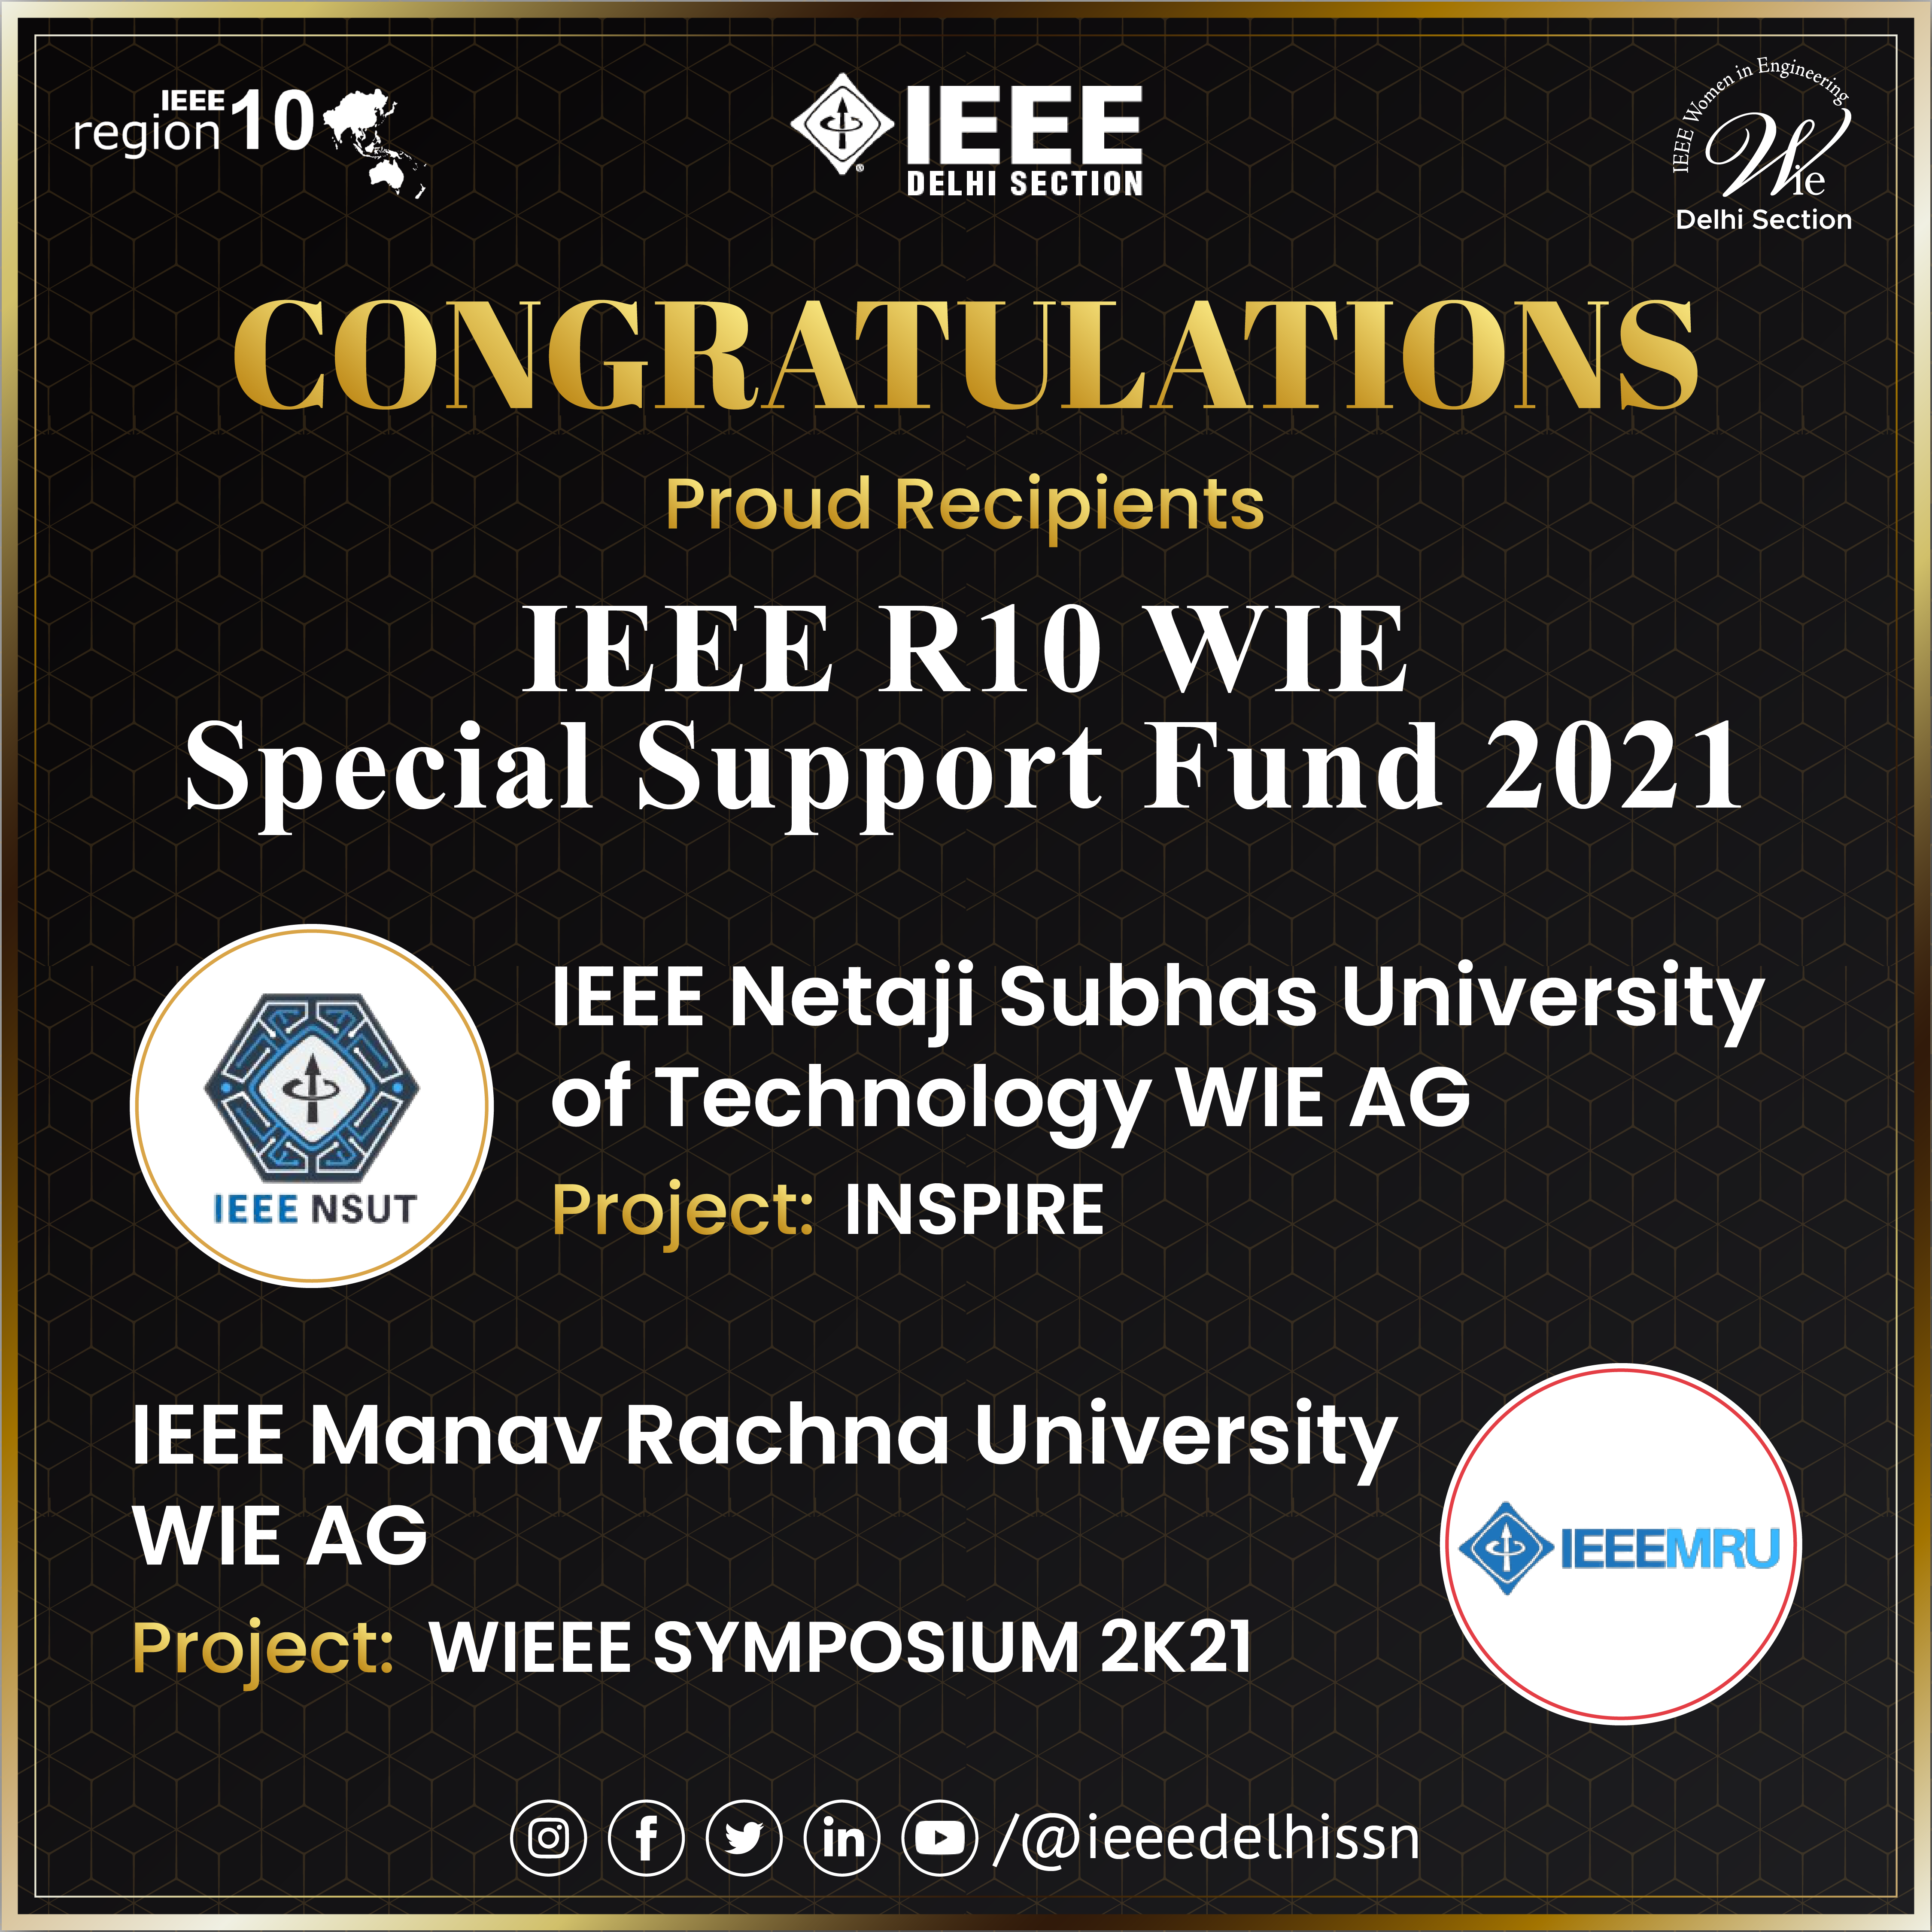 IEEE
region 10
IEEE
DELHI SECTION
IEEE Women in Engineering
Wie
Delhi Section
CONGRATULATIONS
Proud Recipients
IEEE R10 WIE
Special Support Fund 2021
IEEE NSUT
IEEE Netaji Subhas University
of Technology WIE AG
Project: INSPIRE
IEEE Manav Rachna University
WIE AG
Project: WIEEE SYMPOSIUM 2K21
IEEEMRU
/@ieeedelhissn